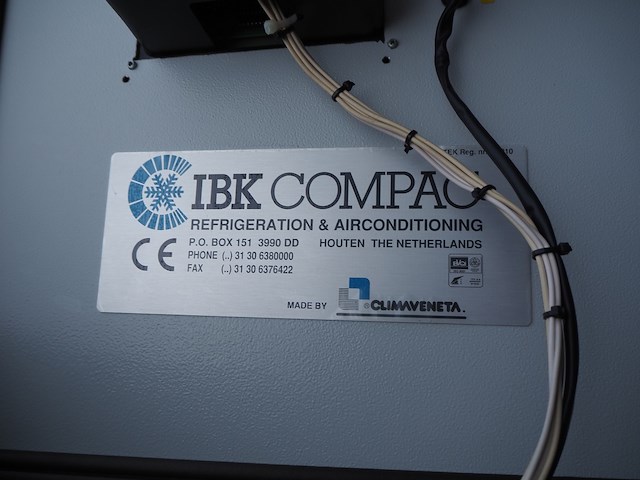 IBK COMPAC
REFRIGERATION & AIRCONDITIONING
CE P.O. BOX 151 3990 DD HOUTEN THE NETHERLANDS
PHONE (..) 31 30 6380000
FAX (..) 31 30 6376422
MADE BY CLIMAVENETA.